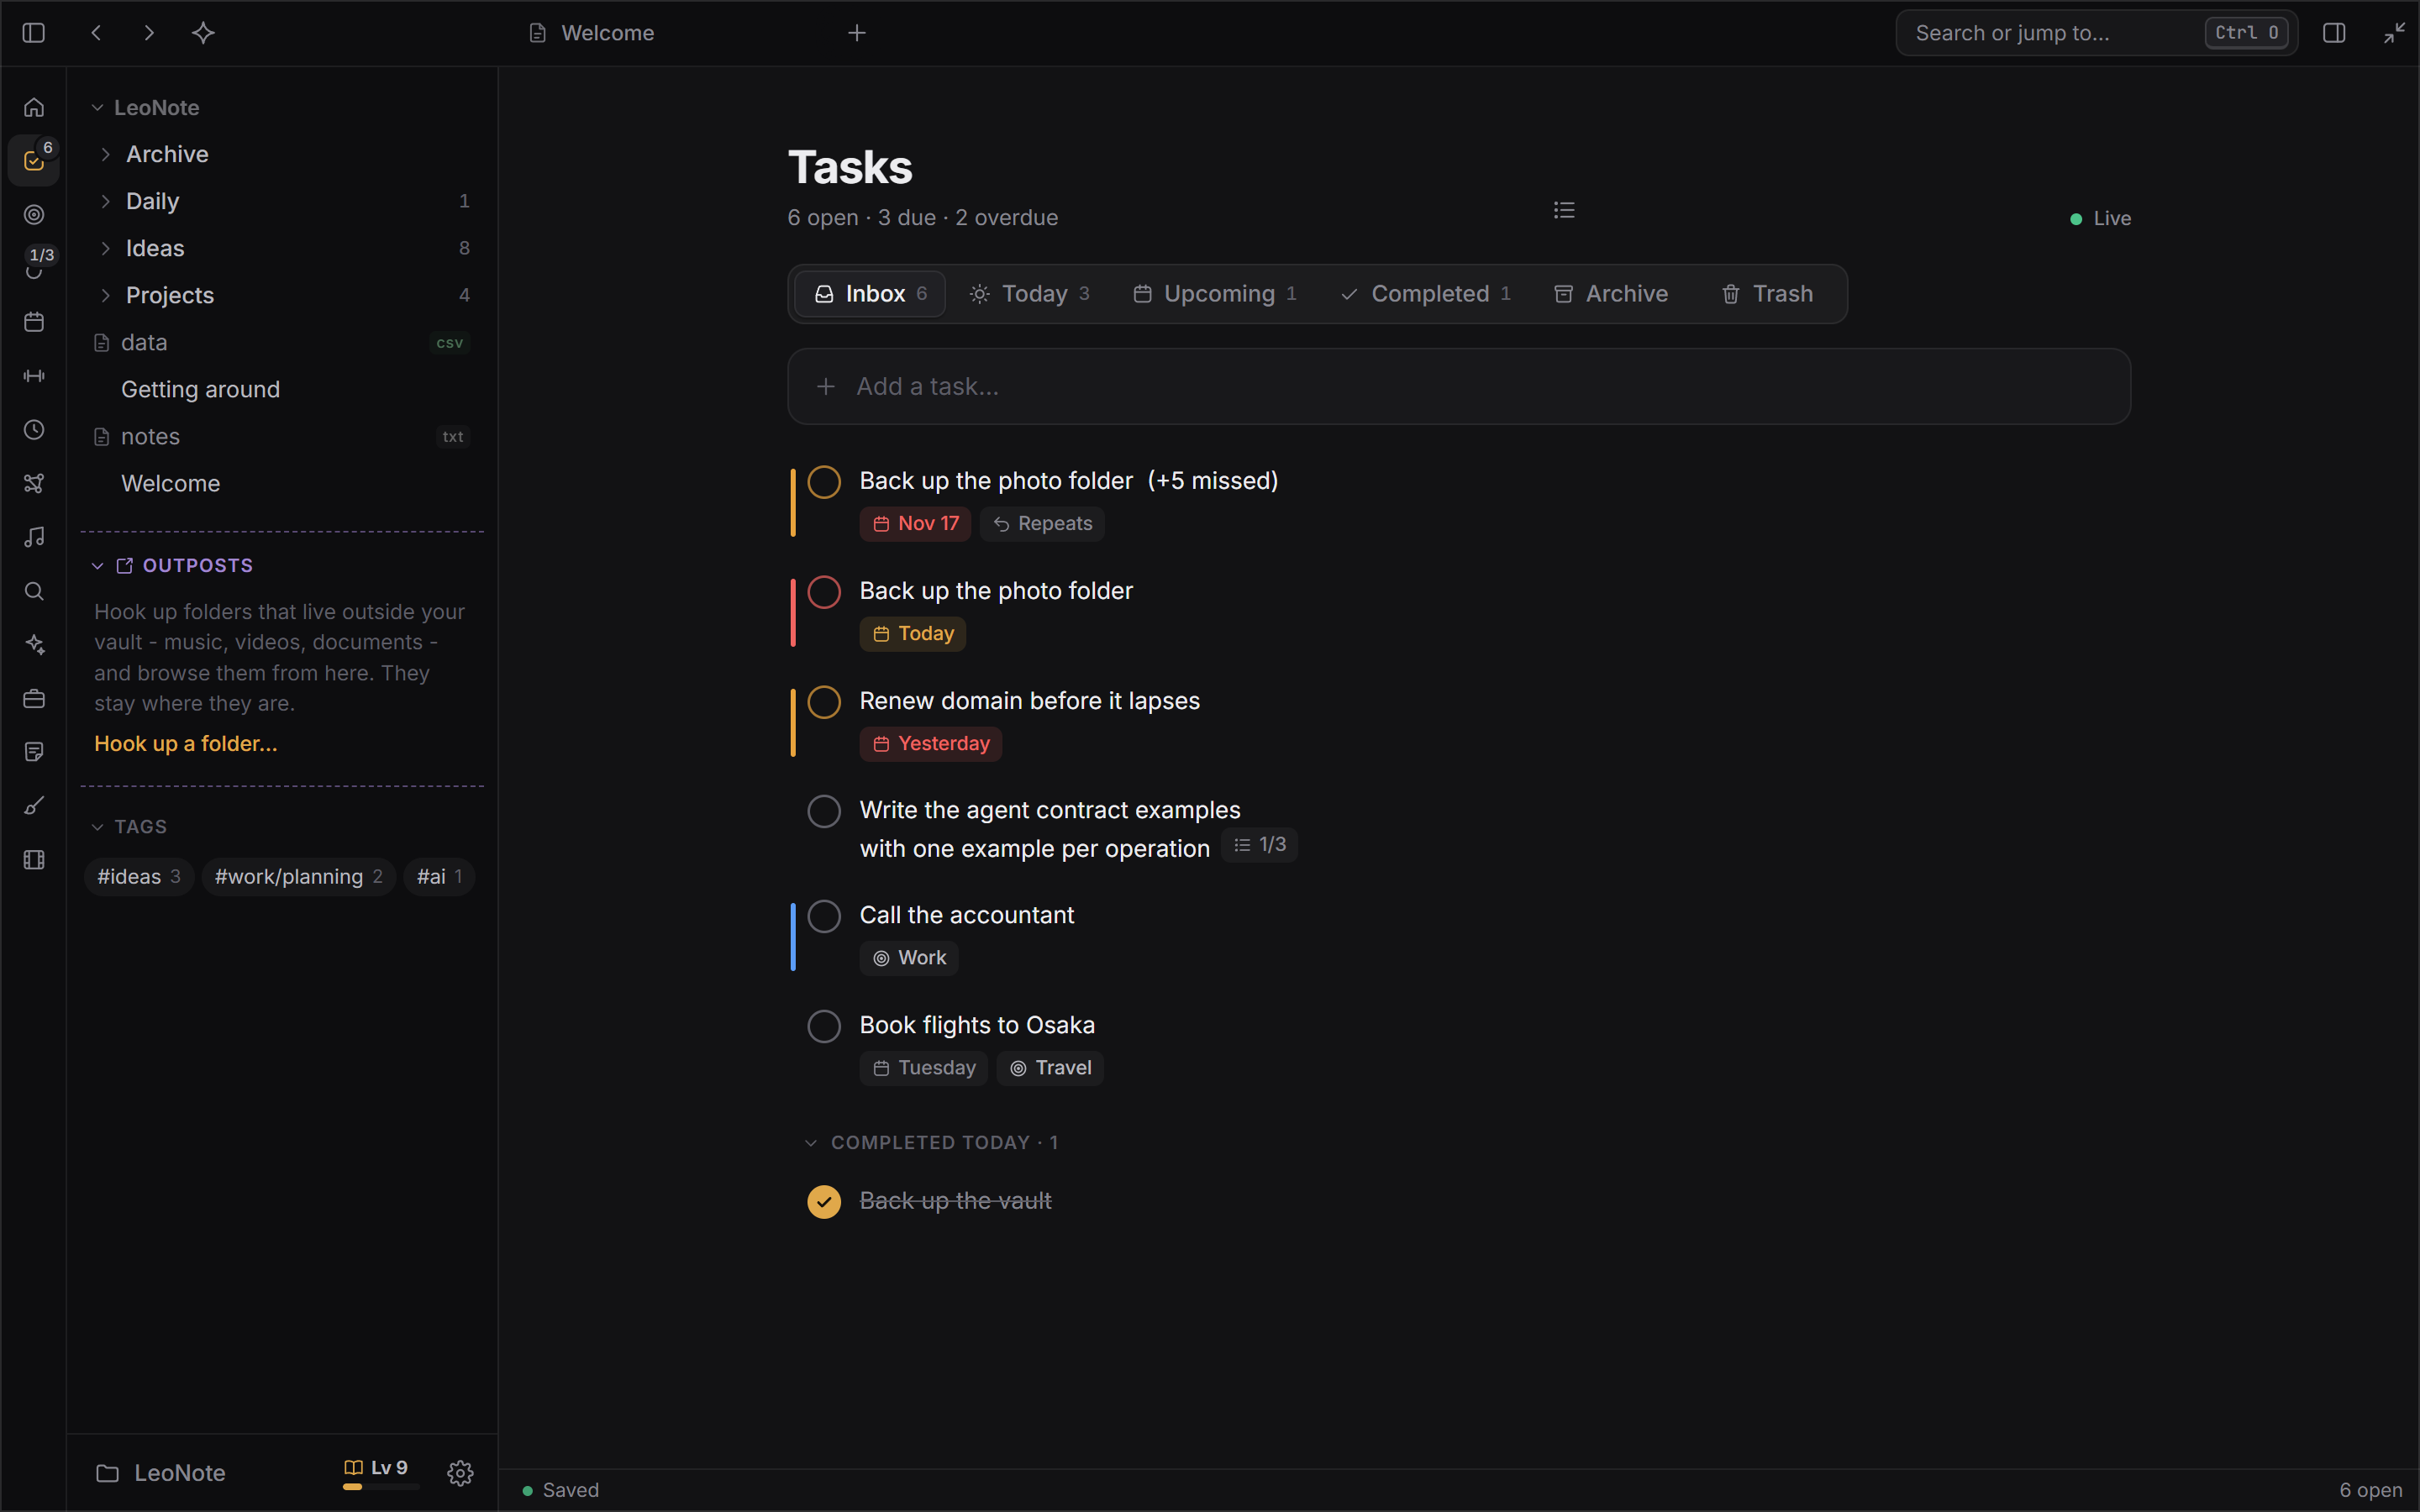 Welcome
Search or jump to...
Ctrl O
LeoNote
Archive
Daily 1
Ideas 8
Projects 4
data csv
Getting around
notes txt
Welcome
OUTPOSTS
Hook up folders that live outside your
vault - music, videos, documents -
and browse them from here. They
stay where they are.
Hook up a folder...
TAGS
#ideas 3 #work/planning 2 #ai 1
LeoNote
Lv 9
6
1/3
Tasks
6 open · 3 due · 2 overdue
Live
Inbox 6 Today 3 Upcoming 1 Completed 1 Archive Trash
Add a task...
Back up the photo folder (+5 missed)
Nov 17 Repeats
Back up the photo folder
Today
Renew domain before it lapses
Yesterday
Write the agent contract examples
with one example per operation 1/3
Call the accountant
Work
Book flights to Osaka
Tuesday Travel
COMPLETED TODAY · 1
Back up the vault
Saved
6 open